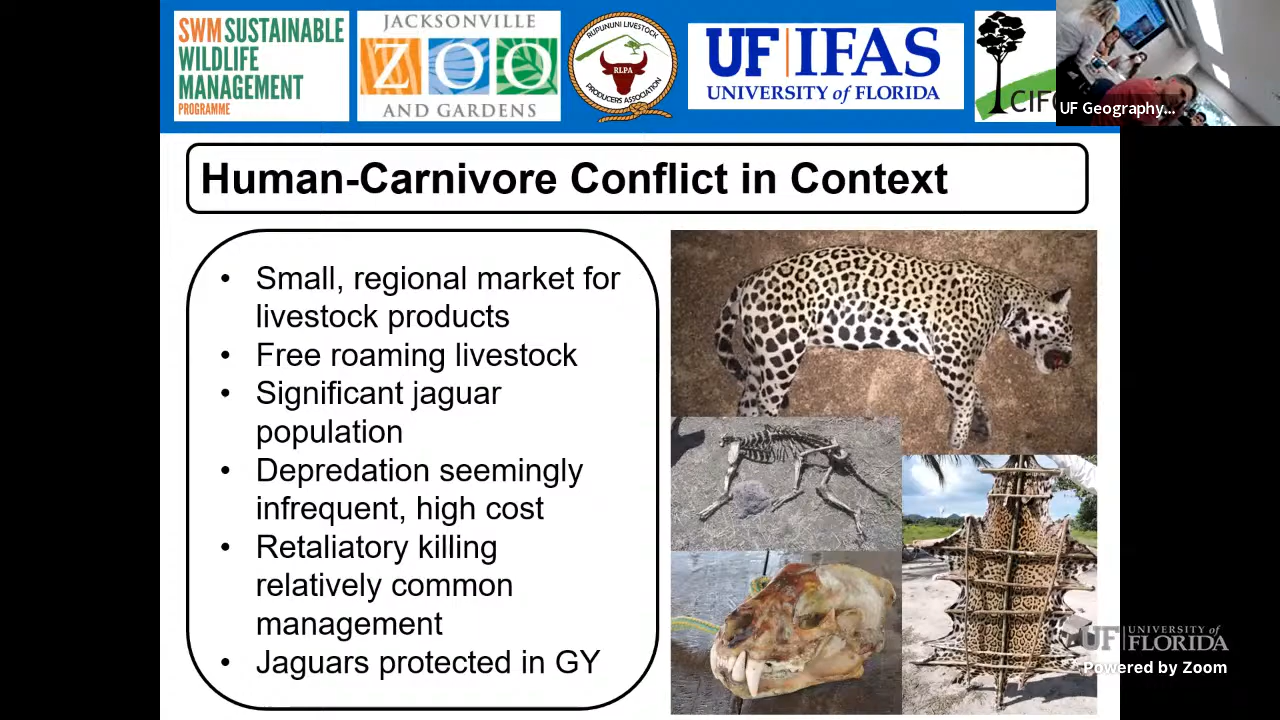 SWM SUSTAINABLE
WILDLIFE
MANAGEMENT
PROGRAMME
JACKSONVILLE
ZOO
AND GARDENS
RUPUNUNI LIVESTOCK
RLPA
PRODUCERS ASSOCIATION
UF IFAS
UNIVERSITY of FLORIDA
CIFO
UF Geography...
Human-Carnivore Conflict in Context
• Small, regional market for
livestock products
• Free roaming livestock
• Significant jaguar
population
• Depredation seemingly
infrequent, high cost
• Retaliatory killing
relatively common
management
• Jaguars protected in GY
UF UNIVERSITY of
FLORIDA
Powered by Zoom